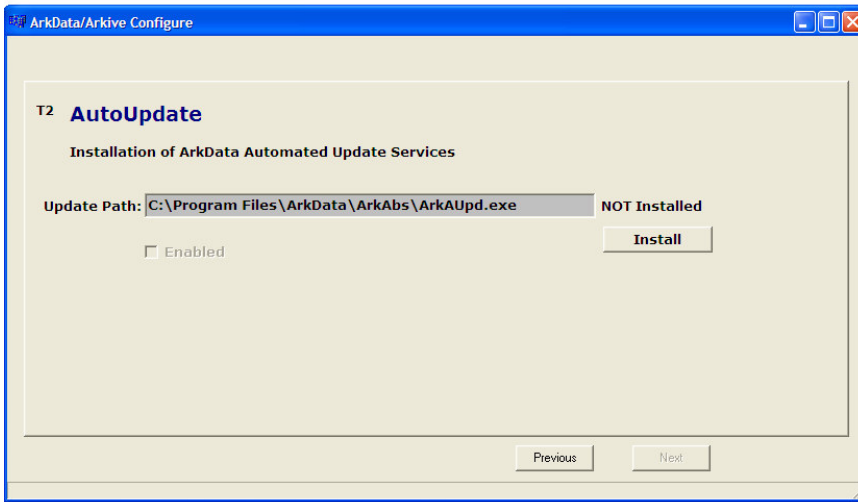 ArkData/Arkive Configure
T2 AutoUpdate
Installation of ArkData Automated Update Services
Update Path: C:\Program Files\ArkData\ArkAbs\ArkAUpd.exe NOT Installed
Install
Enabled
Previous Next